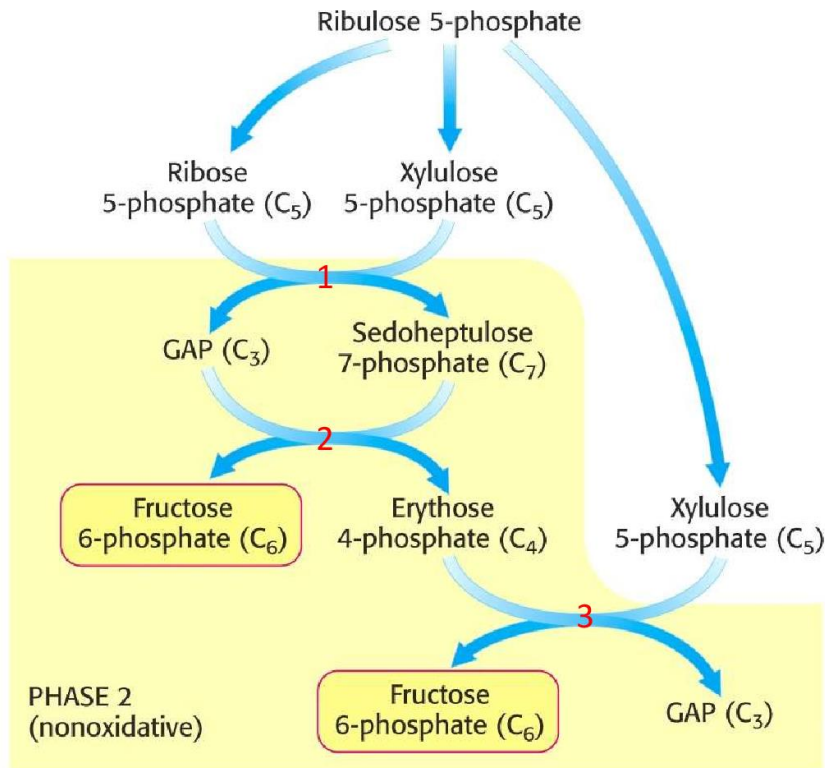 Ribulose 5-phosphate
Ribose
5-phosphate (C₅)
Xylulose
5-phosphate (C₅)
1
GAP (C₃)
Sedoheptulose
7-phosphate (C₇)
2
Fructose
6-phosphate (C₆)
Erythose
4-phosphate (C₄)
Xylulose
5-phosphate (C₅)
3
PHASE 2
(nonoxidative)
Fructose
6-phosphate (C₆)
GAP (C₃)